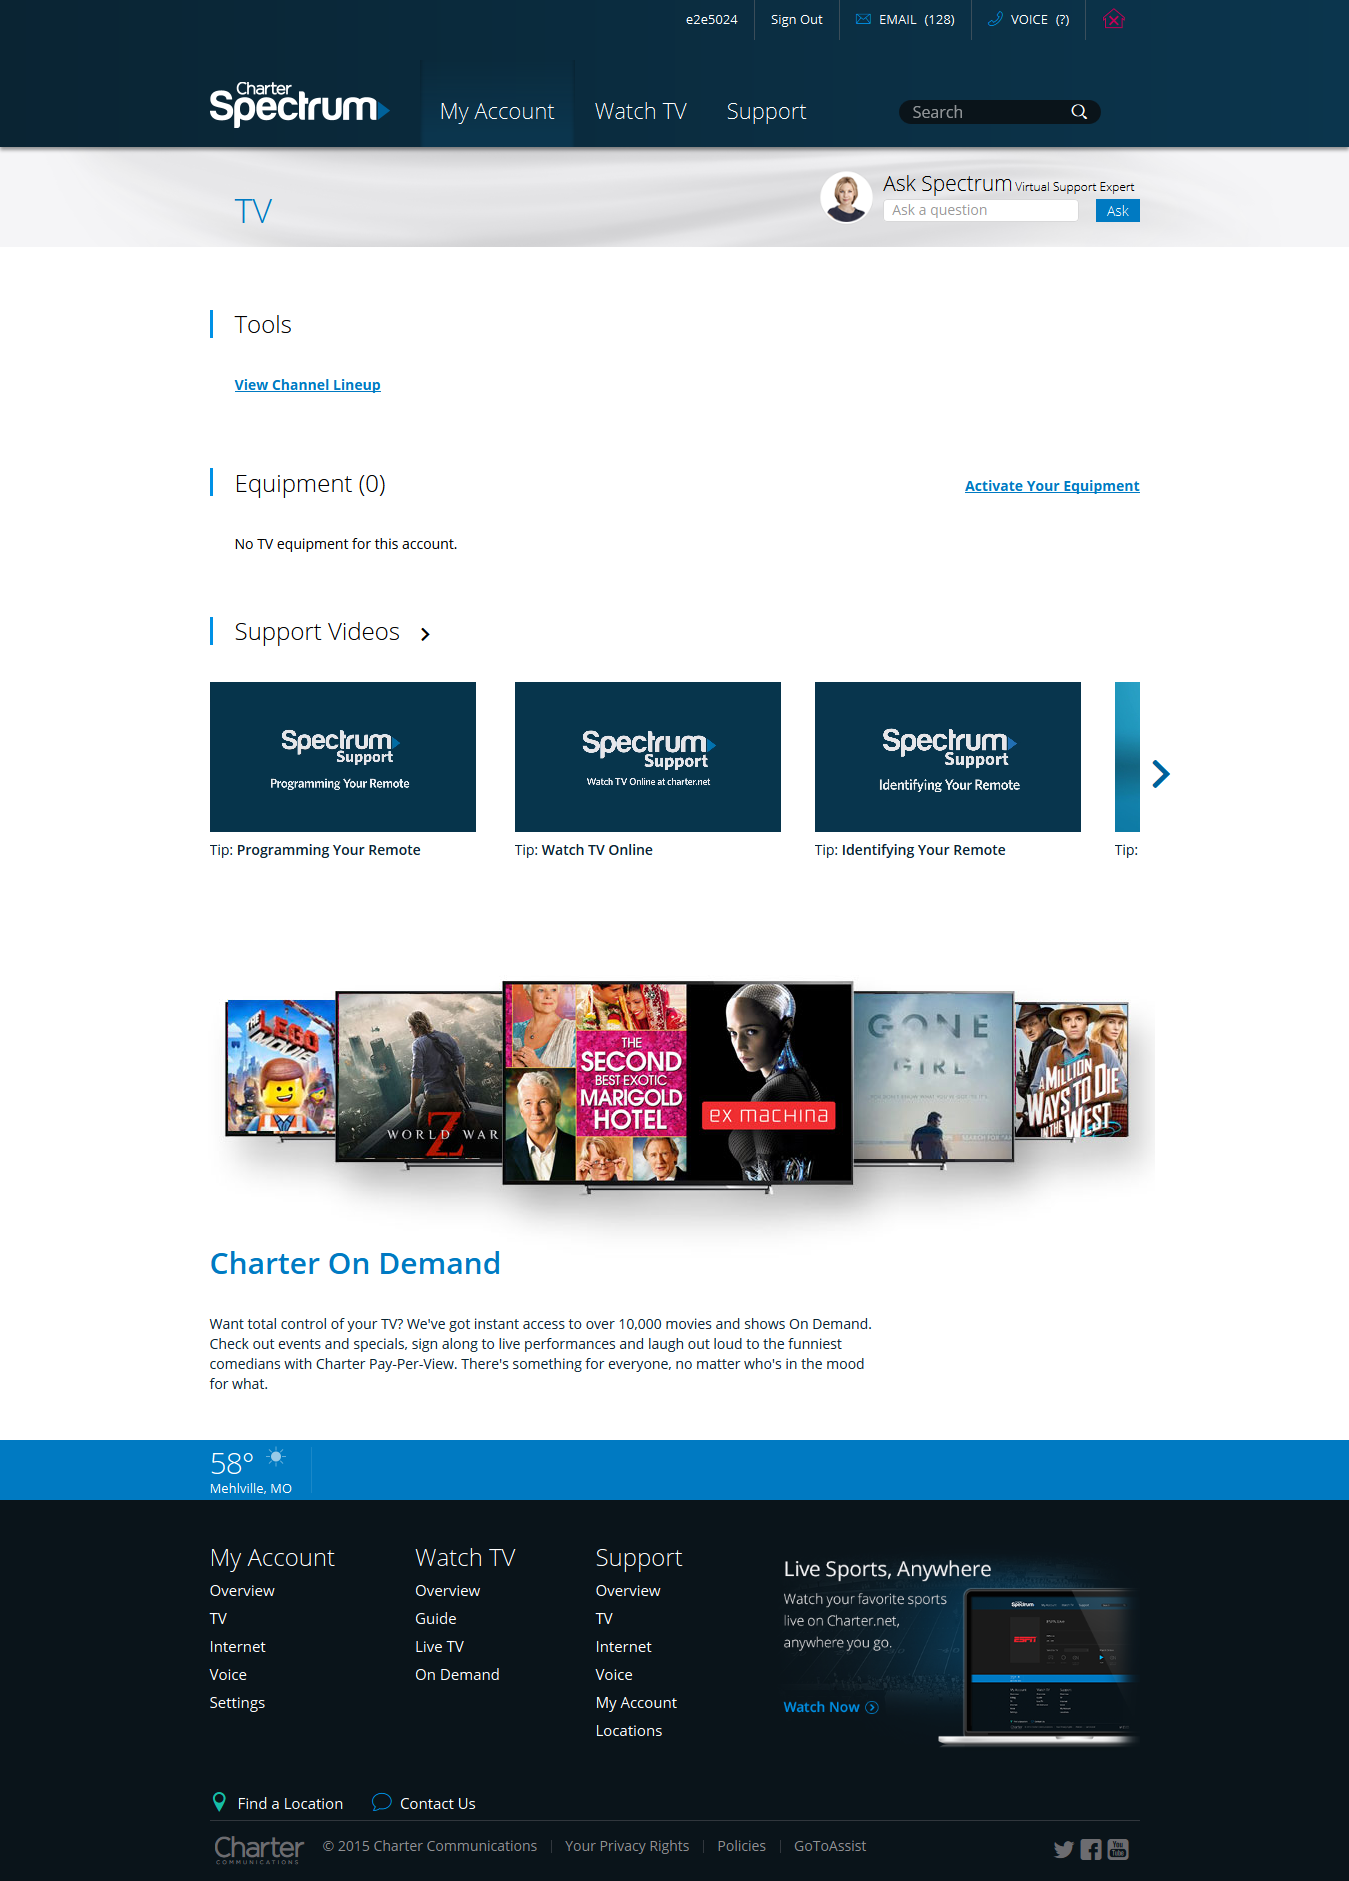 e2e5024
Sign Out
EMAIL (128)
VOICE (?)
Charter
Spectrum
My Account
Watch TV
Support
Search
TV
Ask Spectrum Virtual Support Expert
Ask a question
Ask
Tools
View Channel Lineup
Equipment (0)
Activate Your Equipment
No TV equipment for this account.
Support Videos
Spectrum
Support
Programming Your Remote
Spectrum
Support
Watch TV Online at charter.net
Spectrum
Support
Identifying Your Remote
Tip: Programming Your Remote
Tip: Watch TV Online
Tip: Identifying Your Remote
Tip:
THE
LEGO
MOVIE
WORLD WAR
Z
THE
SECOND
BEST EXOTIC
MARIGOLD
HOTEL
ex machina
GONE
GIRL
A MILLION
WAYS TO DIE
IN THE WEST
Charter On Demand
Want total control of your TV? We've got instant access to over 10,000 movies and shows On Demand.
Check out events and specials, sign along to live performances and laugh out loud to the funniest
comedians with Charter Pay-Per-View. There's something for everyone, no matter who's in the mood
for what.
58°
Mehlville, MO
My Account
Overview
TV
Internet
Voice
Settings
Watch TV
Overview
Guide
Live TV
On Demand
Support
Overview
TV
Internet
Voice
My Account
Locations
Live Sports, Anywhere
Watch your favorite sports
live on Charter.net,
anywhere you go.
Watch Now
Spectrum
ESPN
Find a Location
Contact Us
Charter
COMMUNICATIONS
© 2015 Charter Communications
Your Privacy Rights
Policies
GoToAssist
You
Tube